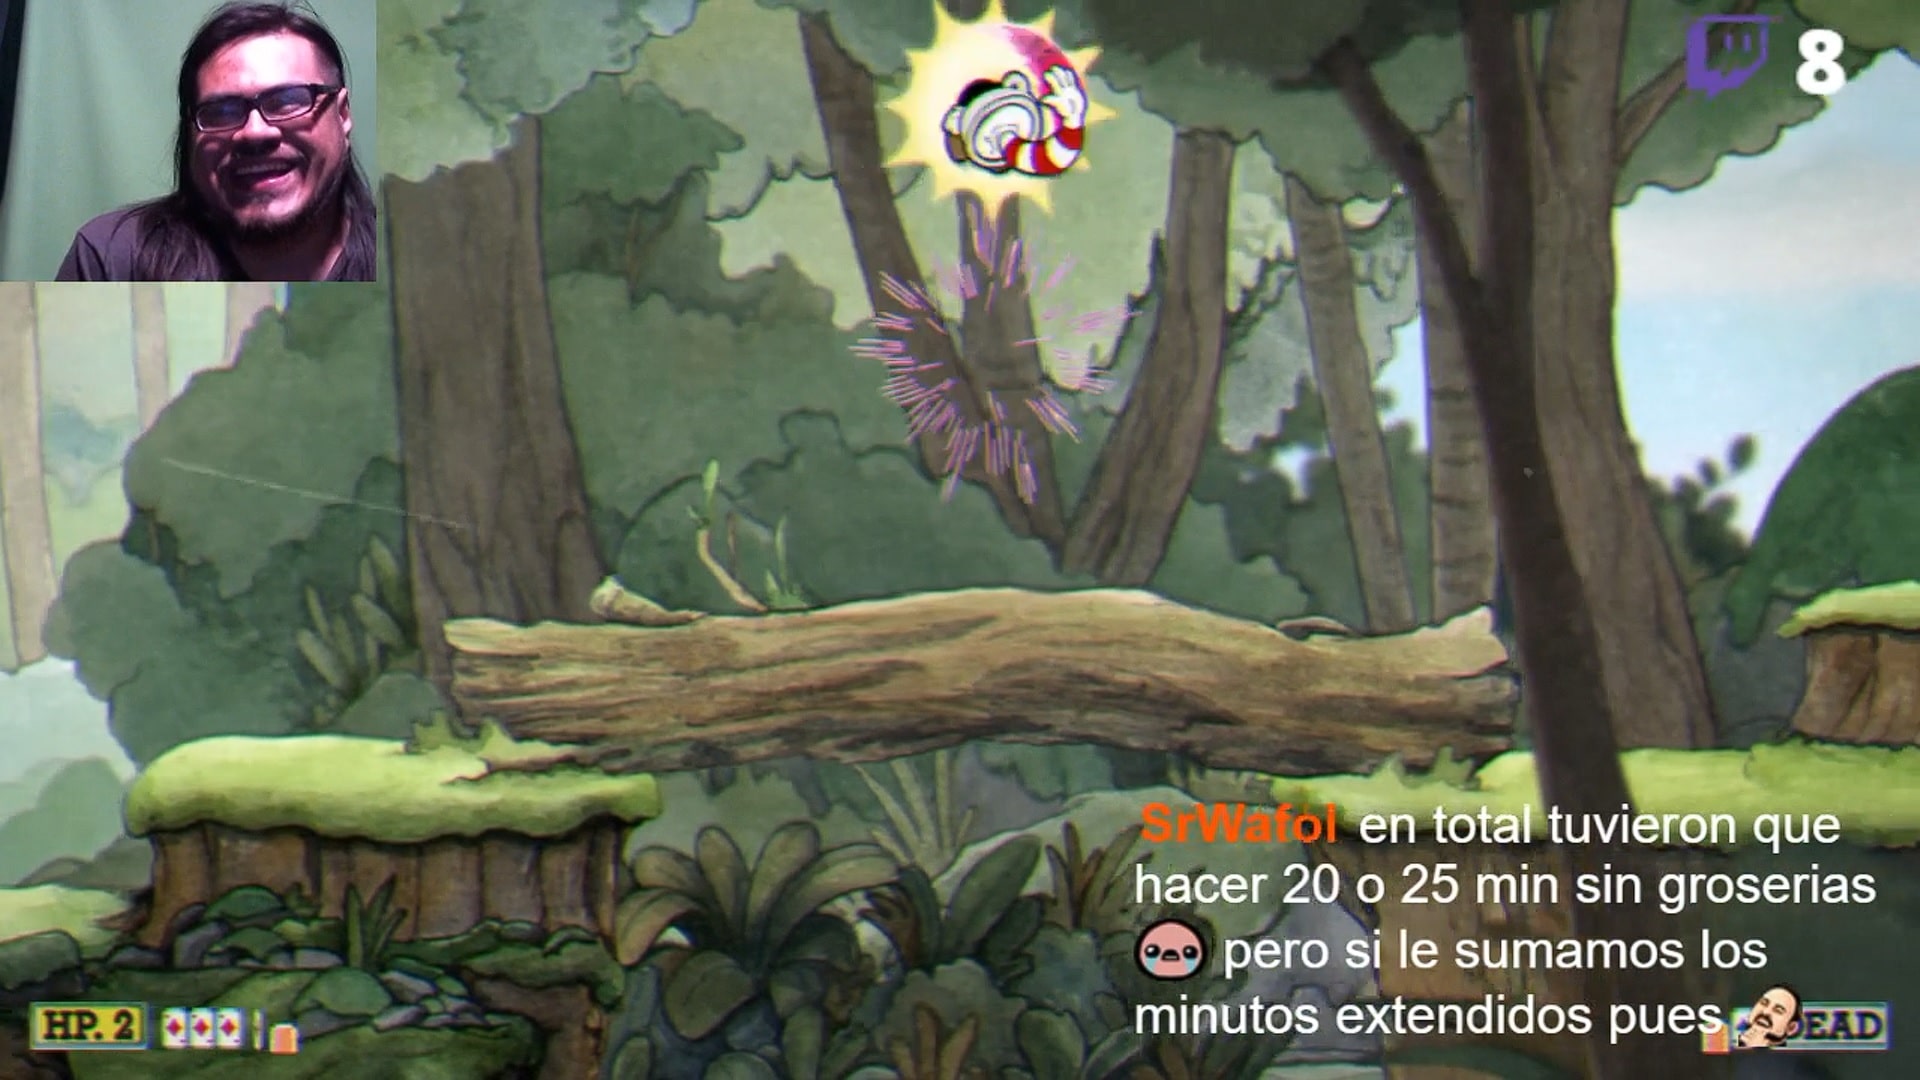 8
SrWafol en total tuvieron que
hacer 20 o 25 min sin groserias
pero si le sumamos los
minutos extendidos pues
HP. 2
DEAD